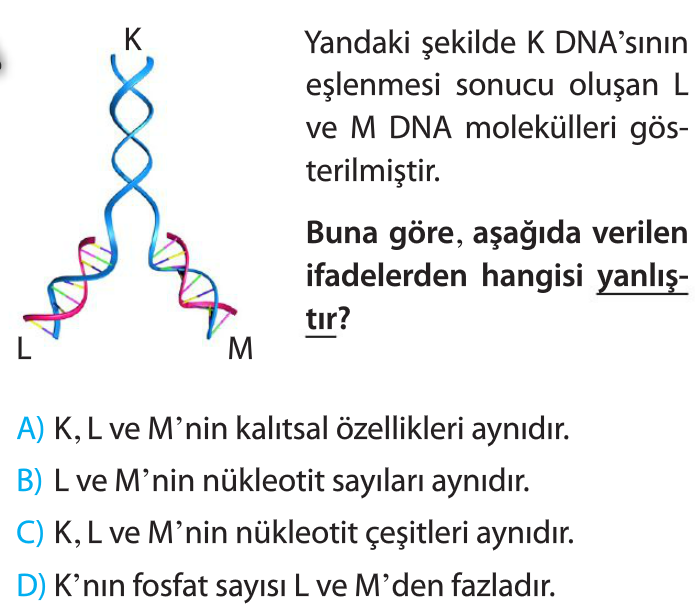 K
L
M
Yandaki şekilde K DNA’sının
eşlenmesi sonucu oluşan L
ve M DNA molekülleri gös-
terilmiştir.
Buna göre, aşağıda verilen
ifadelerden hangisi yanlış-
tır?
A) K, L ve M’nin kalıtsal özellikleri aynıdır.
B) L ve M’nin nükleotit sayıları aynıdır.
C) K, L ve M’nin nükleotit çeşitleri aynıdır.
D) K’nın fosfat sayısı L ve M’den fazladır.